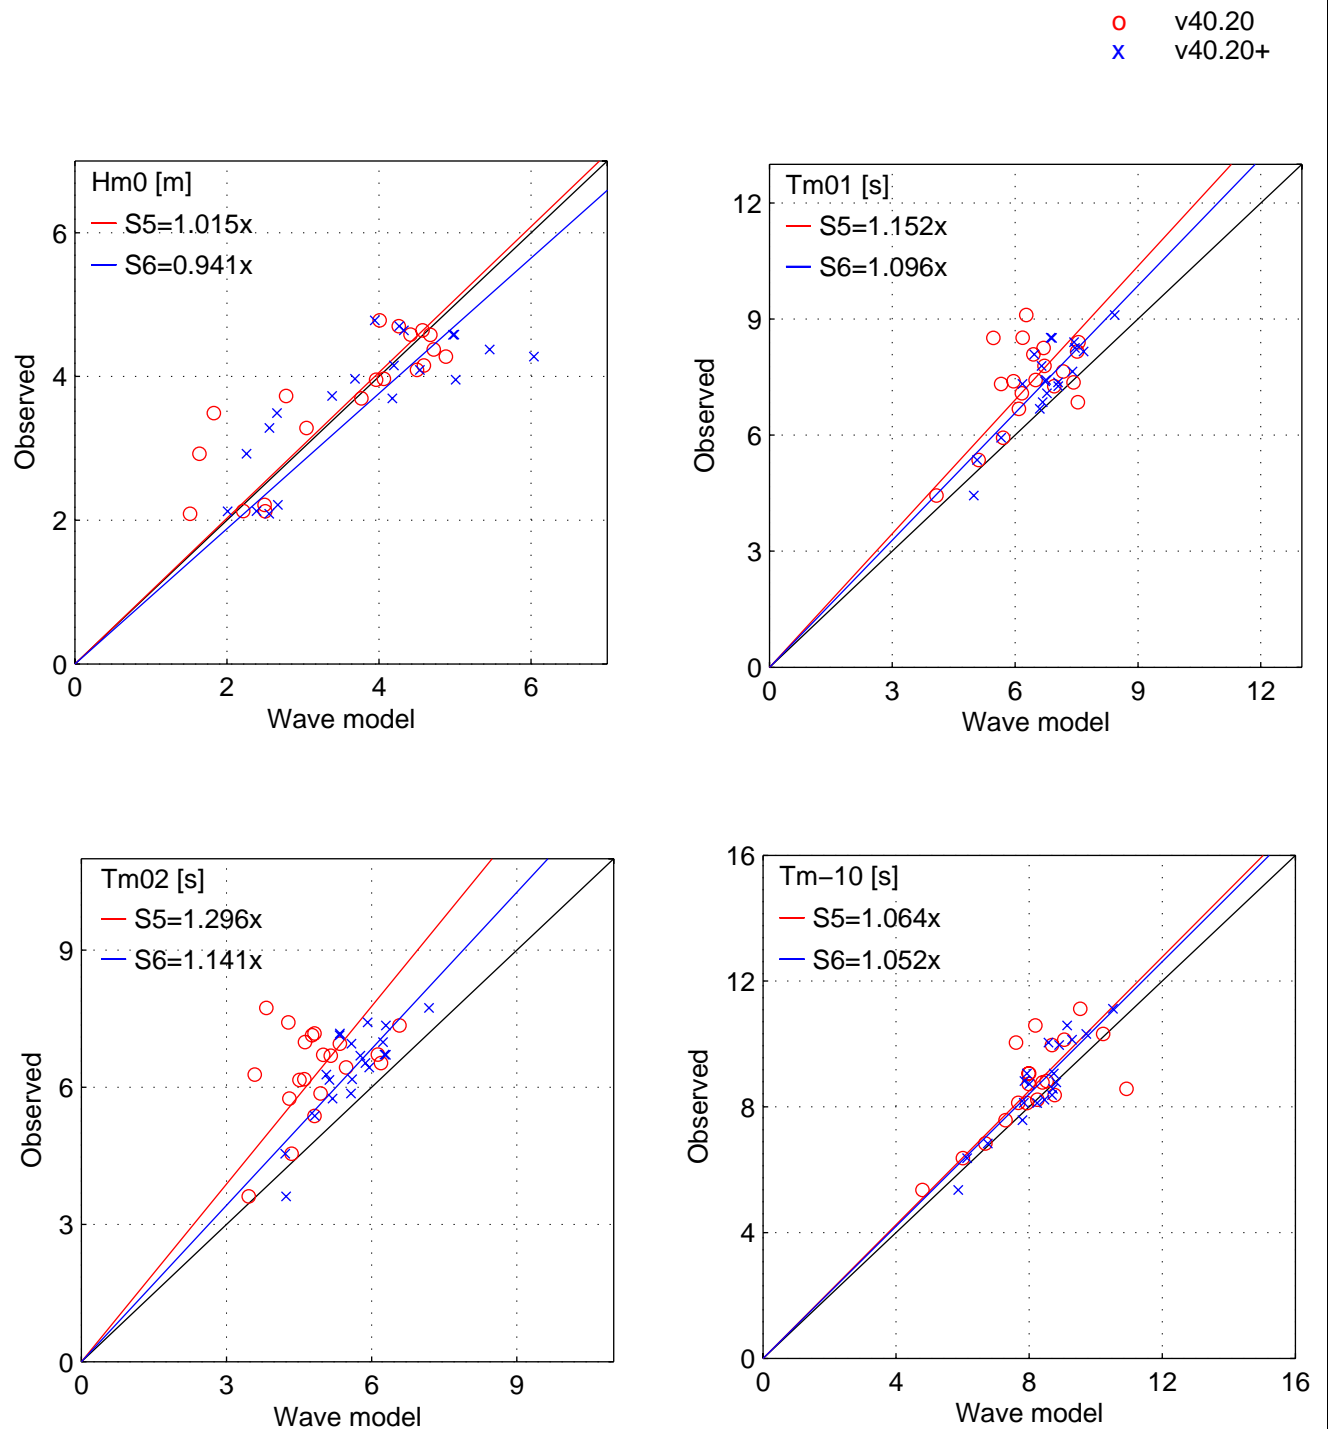 o v40.20
x v40.20+
Hm0 [m]
S5=1.015x
S6=0.941x
6
4
2
0
0 2 4 6
Observed
Wave model
Tm01 [s]
S5=1.152x
S6=1.096x
12
9
6
3
0
0 3 6 9 12
Observed
Wave model
Tm02 [s]
S5=1.296x
S6=1.141x
9
6
3
0
0 3 6 9
Observed
Wave model
Tm−10 [s]
S5=1.064x
S6=1.052x
16
12
8
4
0
0 4 8 12 16
Observed
Wave model